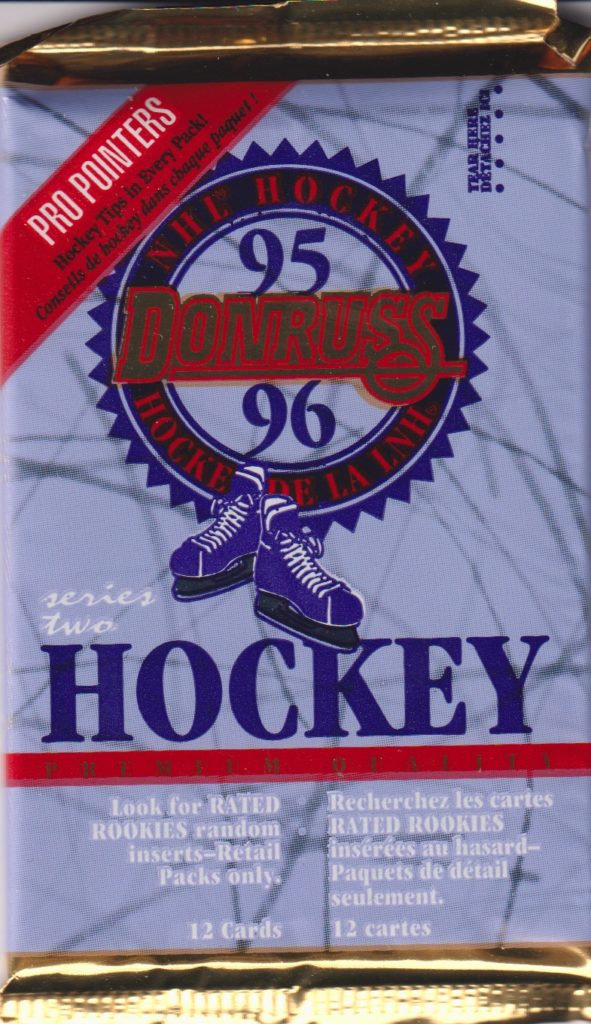 PRO POINTERS
Hockey Tips in Every Pack!
Conseils de hockey dans chaque paquet!
TEAR HERE
DÉTACHEZ ICI
NHL HOCKEY
95
DONRUSS
96
HOCKE DE LA LNH®
series
two
HOCKEY
PREMIUM QUALITY
Look for RATED
ROOKIES random
inserts–Retail
Packs only.
12 Cards
Recherchez les cartes
RATED ROOKIES
insérées au hasard–
Paquets de détail
seulement.
12 cartes